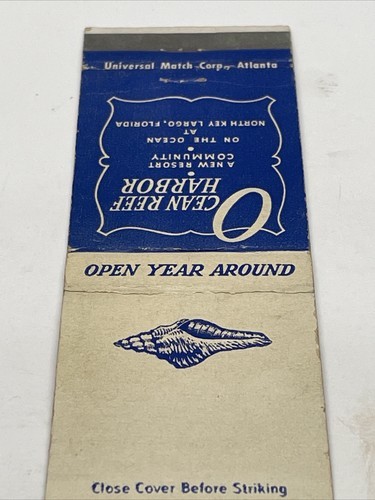 Universal Match Corp., Atlanta
OCEAN REEF
HARBOR
A NEW RESORT
COMMUNITY
ON THE OCEAN
AT
NORTH KEY LARGO, FLORIDA
OPEN YEAR AROUND
Close Cover Before Striking